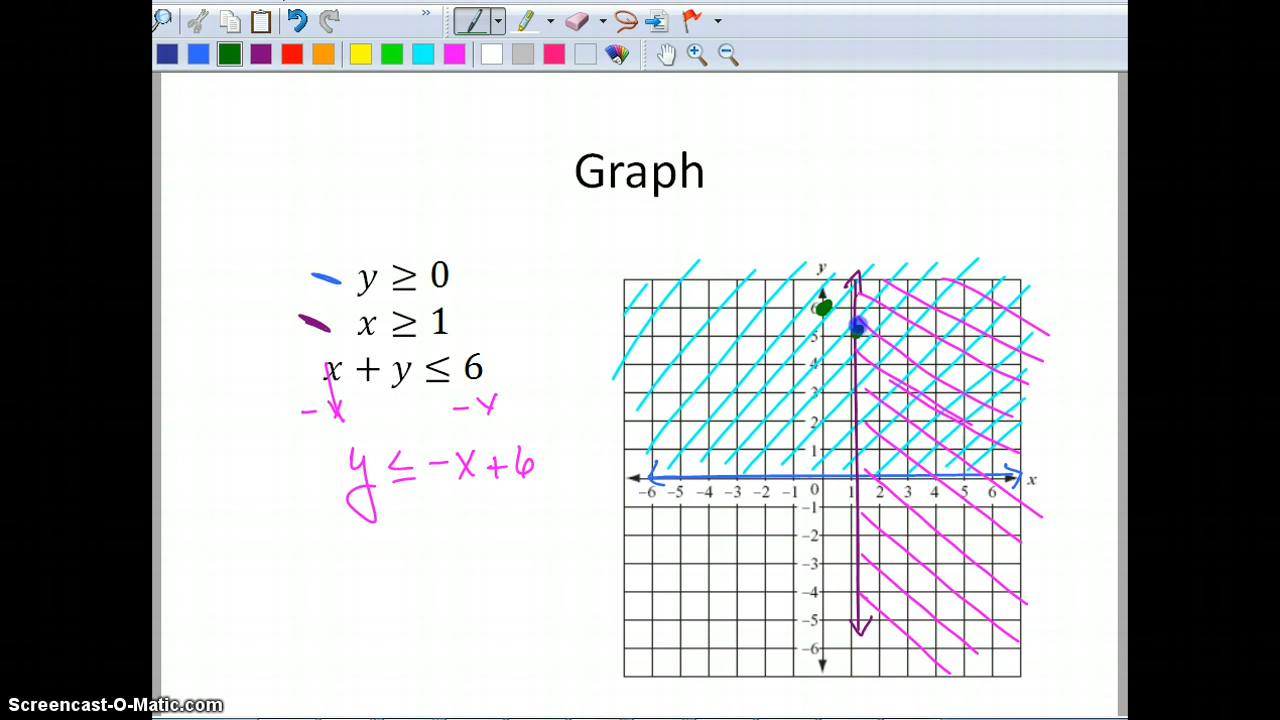 Graph
y ≥ 0
x ≥ 1
x + y ≤ 6
- x - x
y ≤ -x + 6
y
6
5
4
3
2
1
-6 -5 -4 -3 -2 -1 0 1 2 3 4 5 6 x
-1
-2
-3
-4
-5
-6
Screencast-O-Matic.com